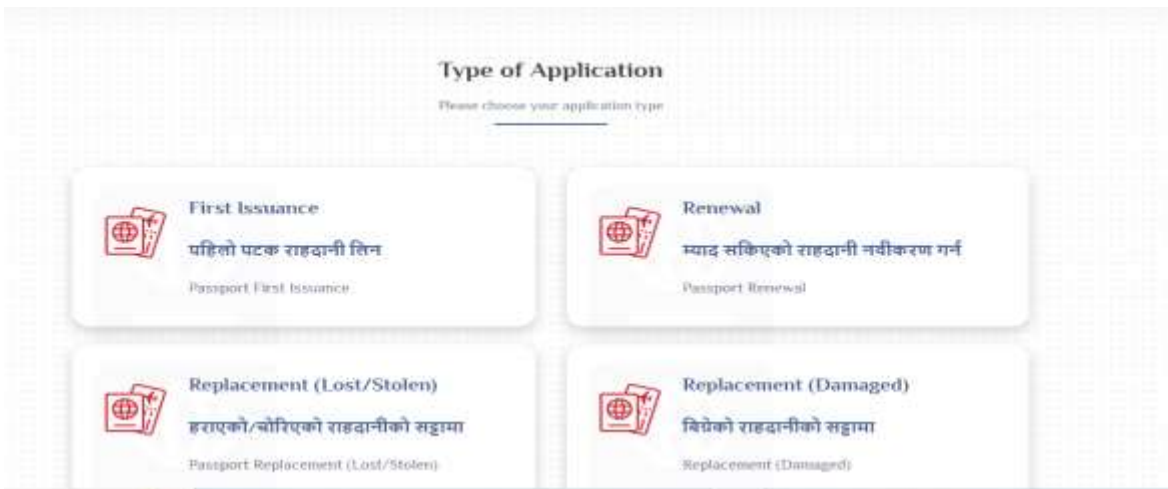 Type of Application
Please choose your application type
First Issuance
पहिलो पटक राहदानी लिन
Passport First Issuance
Renewal
म्याद सकिएको राहदानी नवीकरण गर्न
Passport Renewal
Replacement (Lost/Stolen)
हराएको/चोरिएको राहदानीको सट्टामा
Passport Replacement (Lost/Stolen)
Replacement (Damaged)
बिग्रेको राहदानीको सट्टामा
Replacement (Damaged)